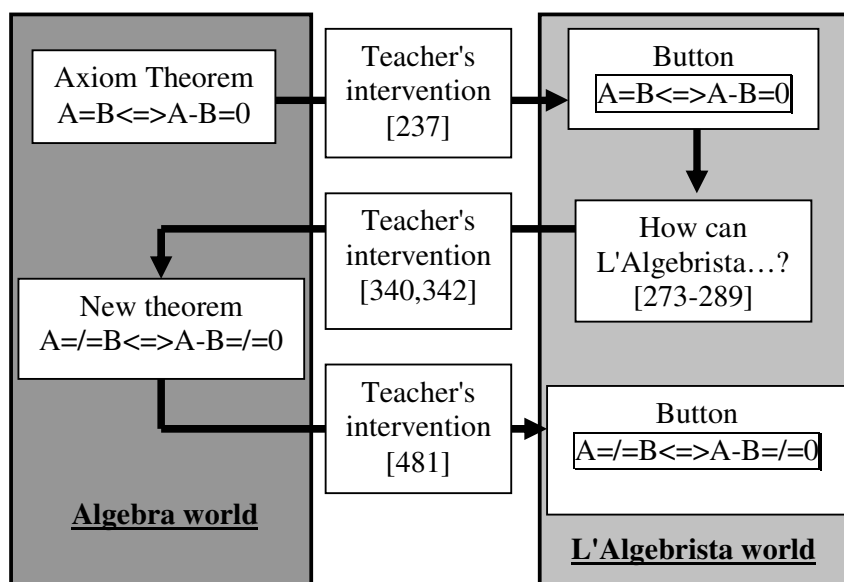 Axiom Theorem
A=B<=>A-B=0
Teacher's
intervention
[237]
Button
A=B<=>A-B=0
How can
L'Algebrista…?
[273-289]
Teacher's
intervention
[340,342]
New theorem
A=/=B<=>A-B=/=0
Teacher's
intervention
[481]
Button
A=/=B<=>A-B=/=0
Algebra world
L'Algebrista world